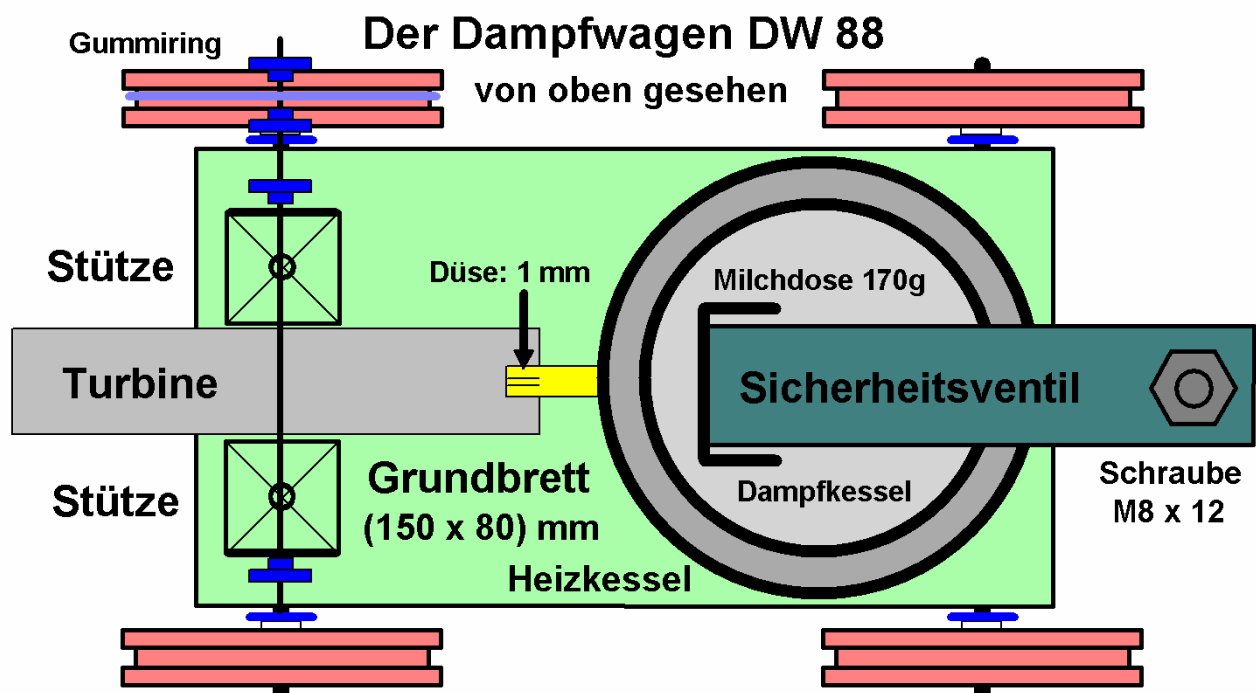 Der Dampfwagen DW 88
Gummiring
von oben gesehen
Stütze
Düse: 1 mm
Milchdose 170g
Turbine
Sicherheitsventil
Stütze
Grundbrett
(150 x 80) mm
Dampfkessel
Schraube
M8 x 12
Heizkessel